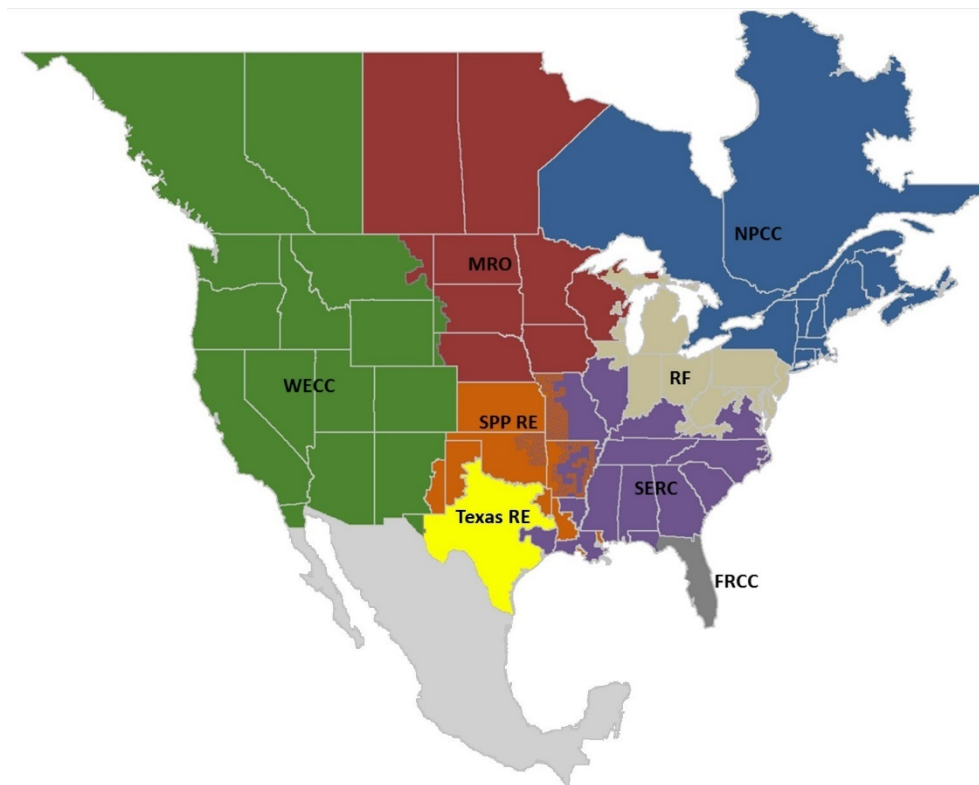 NPCC
MRO
RF
WECC
SPP RE
SERC
Texas RE
FRCC